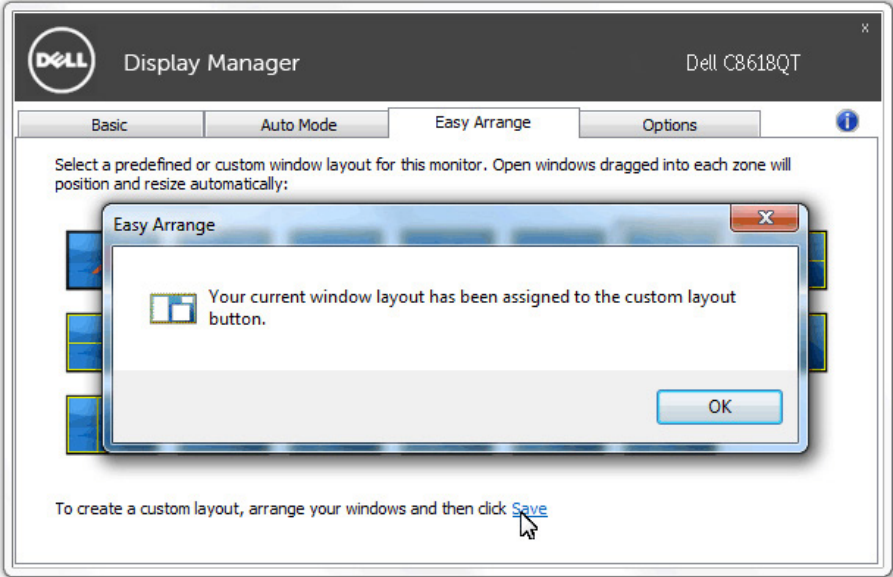 DELL
Display Manager
Dell C8618QT
x
Basic
Auto Mode
Easy Arrange
Options
i
Select a predefined or custom window layout for this monitor. Open windows dragged into each zone will
position and resize automatically:
Easy Arrange
Your current window layout has been assigned to the custom layout
button.
OK
To create a custom layout, arrange your windows and then click Save